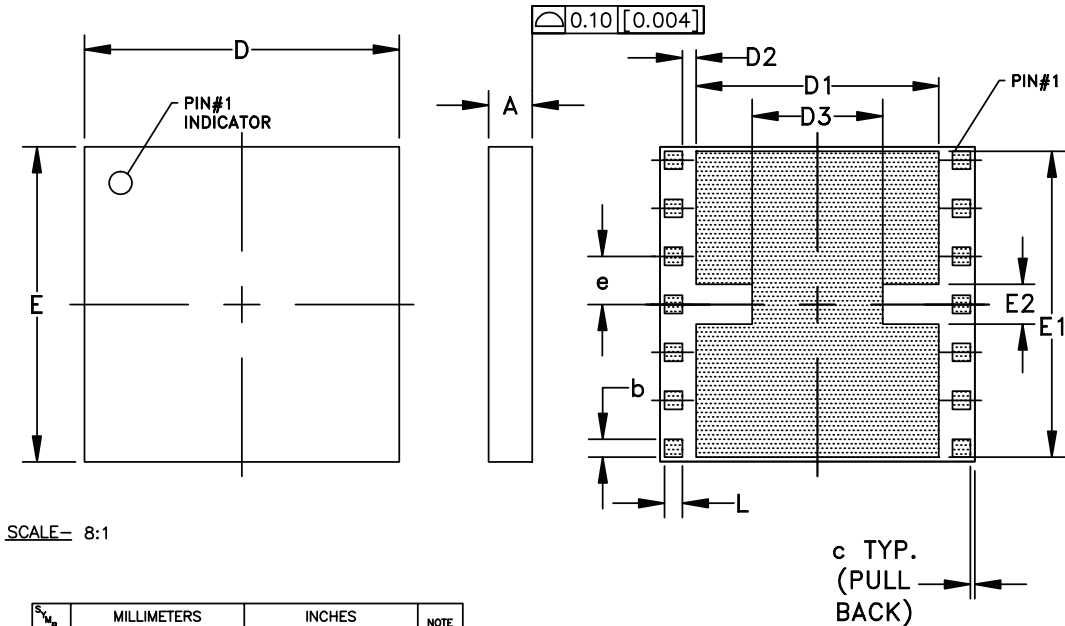 0.10 [0.004]
D
D2
D1
PIN#1
INDICATOR
A
D3
PIN#1
E
e
E2
E1
b
L
SCALE- 8:1
c TYP.
(PULL
BACK)
SYMB MILLIMETERS INCHES NOTE